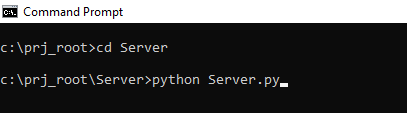 Command Prompt
c:\prj_root>cd Server
c:\prj_root\Server>python Server.py